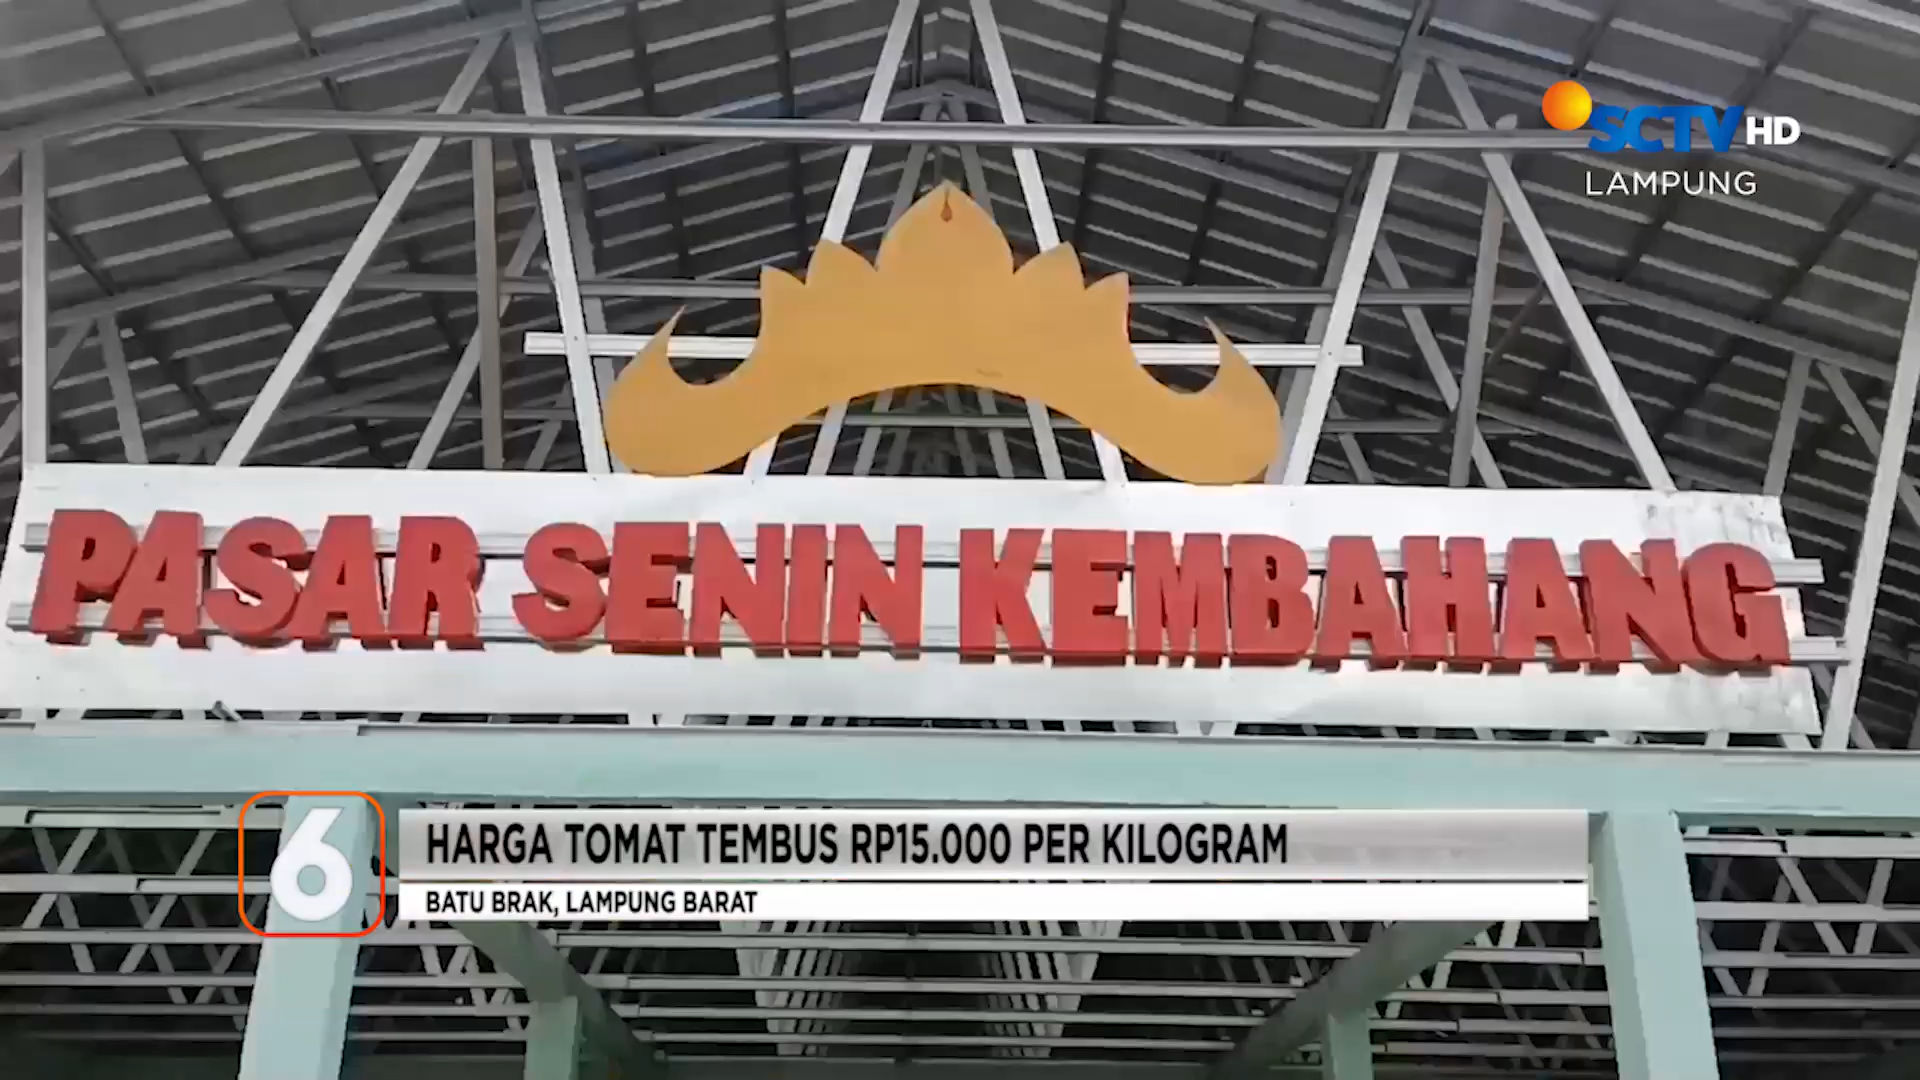 SCTV HD
LAMPUNG
PASAR SENIN KEMBAHANG
6
HARGA TOMAT TEMBUS RP15.000 PER KILOGRAM
BATU BRAK, LAMPUNG BARAT